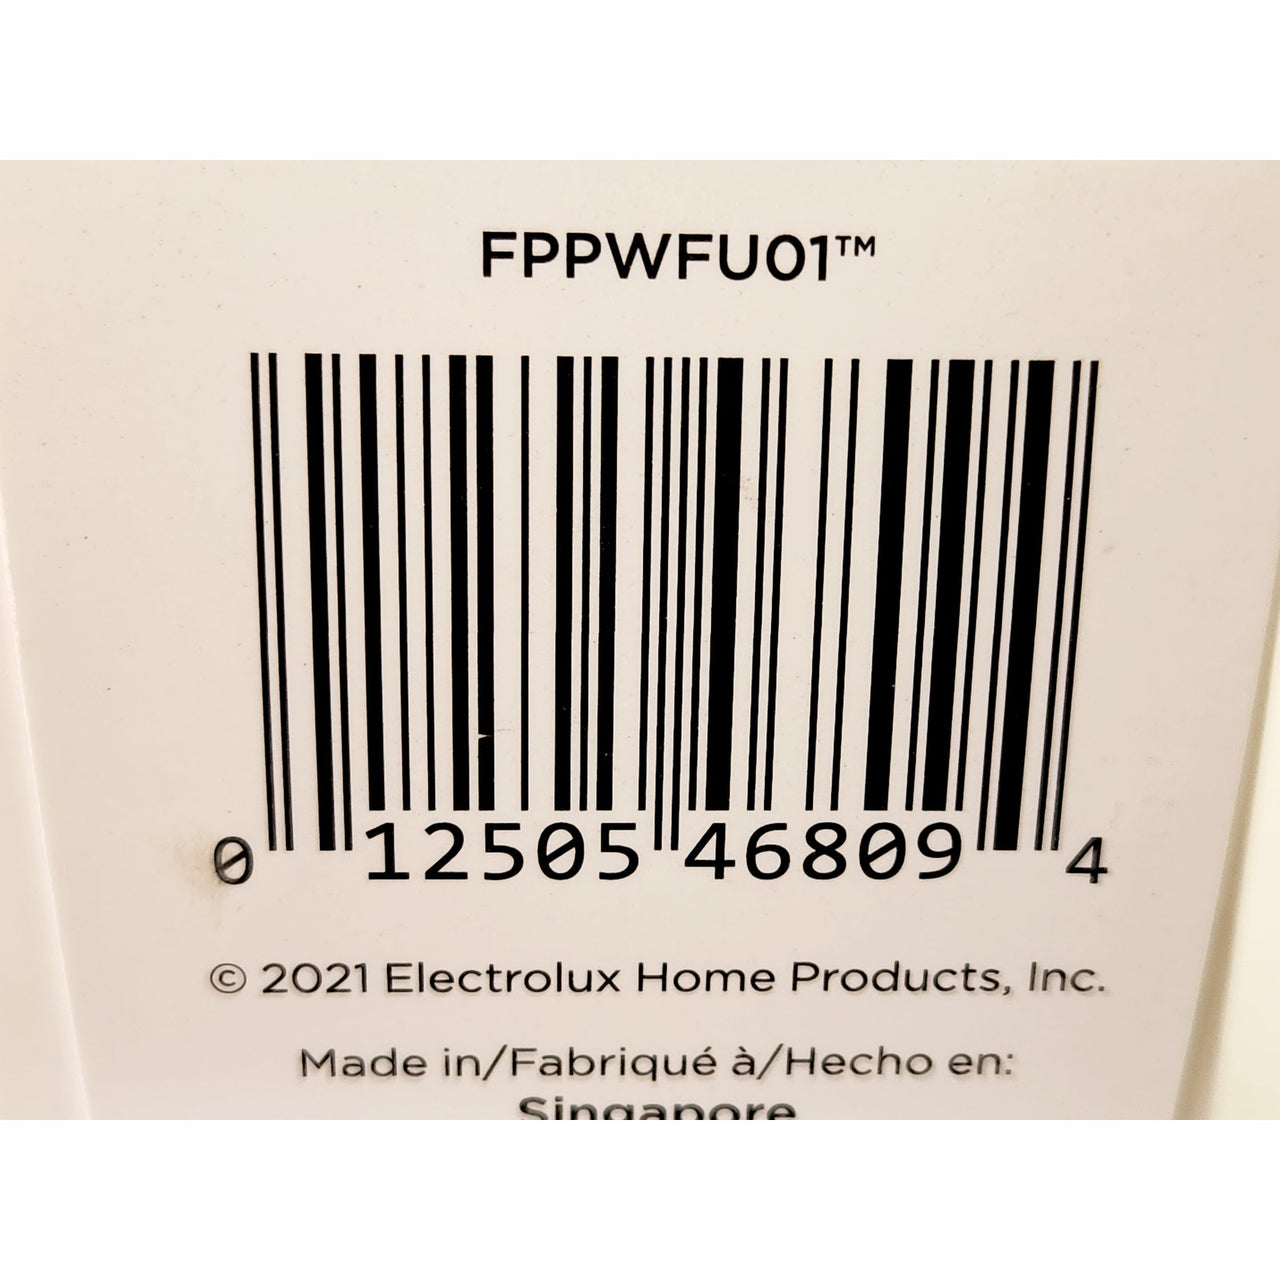 FPPWFU01™
0 12505 46809 4
© 2021 Electrolux Home Products, Inc.
Made in/Fabriqué à/Hecho en:
Singapore